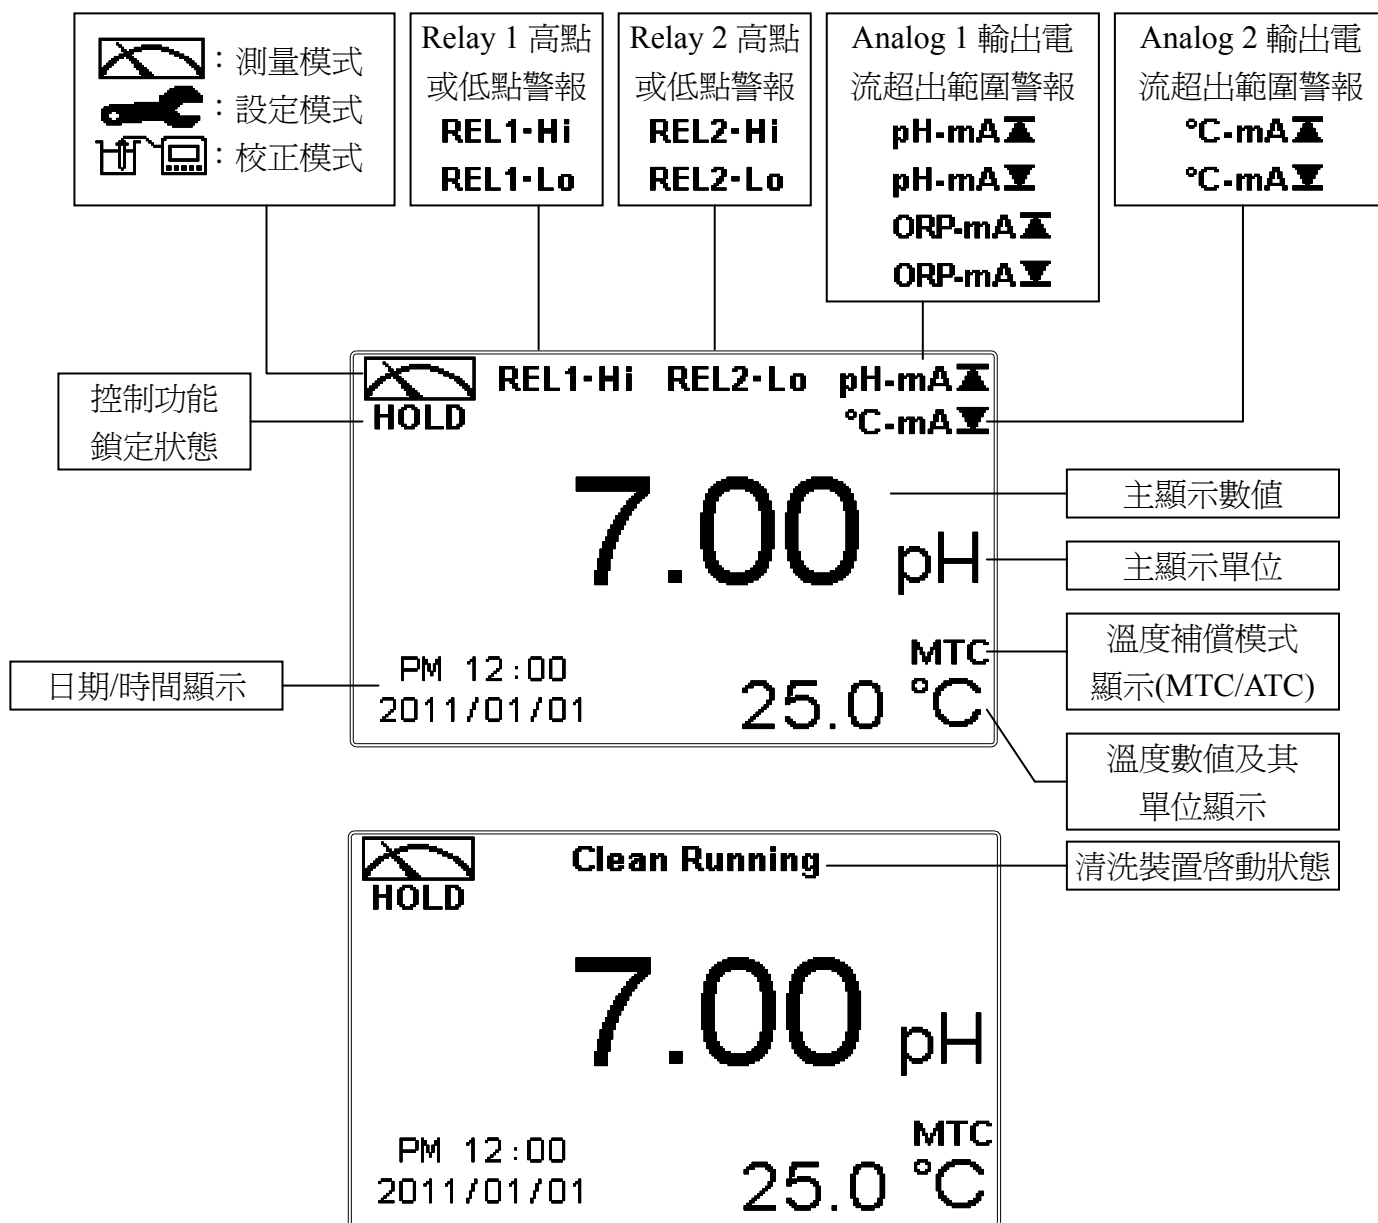 ：測量模式
：設定模式
：校正模式
Relay 1 高點
或低點警報
REL1-Hi
REL1-Lo
Relay 2 高點
或低點警報
REL2-Hi
REL2-Lo
Analog 1 輸出電
流超出範圍警報
pH-mA
pH-mA
ORP-mA
ORP-mA
Analog 2 輸出電
流超出範圍警報
°C-mA
°C-mA
控制功能
鎖定狀態
REL1-Hi REL2-Lo pH-mA
HOLD °C-mA
7.00 pH
主顯示數值
主顯示單位
溫度補償模式
顯示(MTC/ATC)
日期/時間顯示
PM 12:00
2011/01/01
MTC
25.0 °C
溫度數值及其
單位顯示
Clean Running
HOLD
清洗裝置啓動狀態
7.00 pH
PM 12:00
2011/01/01
MTC
25.0 °C